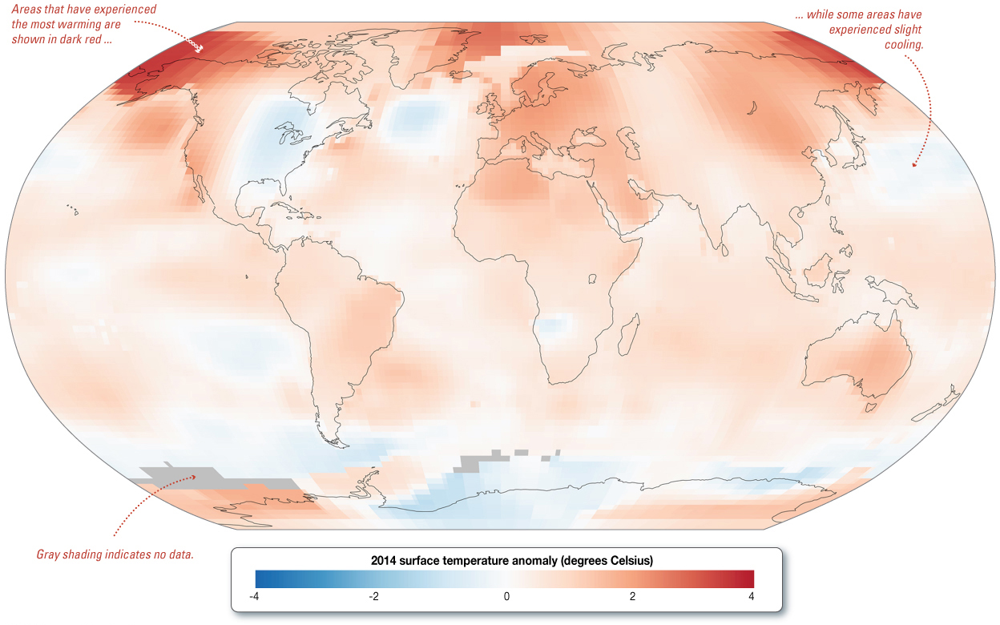 Areas that have experienced
the most warming are
shown in dark red ...
... while some areas have
experienced slight
cooling.
Gray shading indicates no data.
2014 surface temperature anomaly (degrees Celsius)
-4 -2 0 2 4